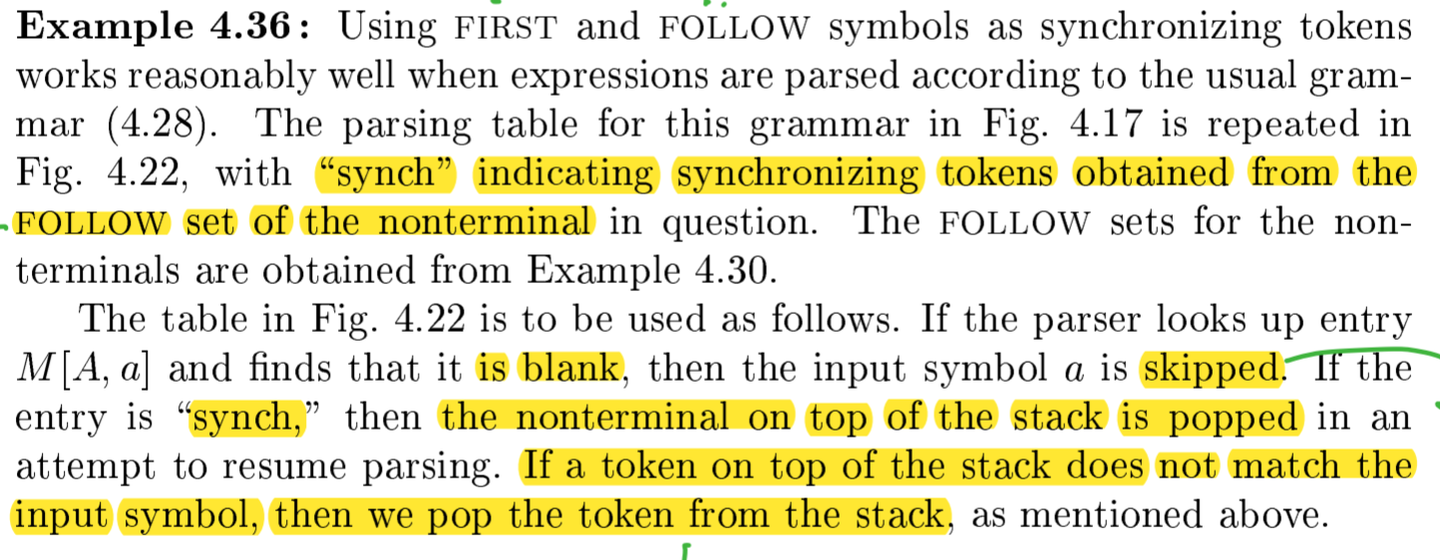 Example 4.36: Using FIRST and FOLLOW symbols as synchronizing tokens
works reasonably well when expressions are parsed according to the usual gram-
mar (4.28). The parsing table for this grammar in Fig. 4.17 is repeated in
Fig. 4.22, with “synch” indicating synchronizing tokens obtained from the
FOLLOW set of the nonterminal in question. The FOLLOW sets for the non-
terminals are obtained from Example 4.30.
The table in Fig. 4.22 is to be used as follows. If the parser looks up entry
M[A, a] and finds that it is blank, then the input symbol a is skipped. If the
entry is “synch,” then the nonterminal on top of the stack is popped in an
attempt to resume parsing. If a token on top of the stack does not match the
input symbol, then we pop the token from the stack, as mentioned above.